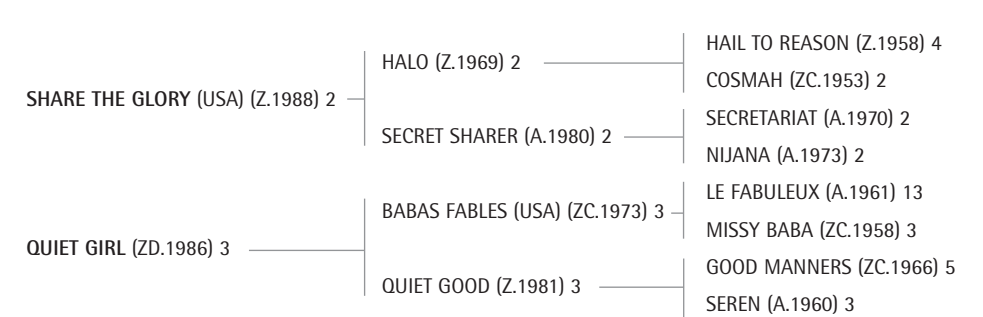 SHARE THE GLORY (USA) (Z.1988) 2
HALO (Z.1969) 2
HAIL TO REASON (Z.1958) 4
COSMAH (ZC.1953) 2
SECRET SHARER (A.1980) 2
SECRETARIAT (A.1970) 2
NIJANA (A.1973) 2
QUIET GIRL (ZD.1986) 3
BABAS FABLES (USA) (ZC.1973) 3
LE FABULEUX (A.1961) 13
MISSY BABA (ZC.1958) 3
QUIET GOOD (Z.1981) 3
GOOD MANNERS (ZC.1966) 5
SEREN (A.1960) 3